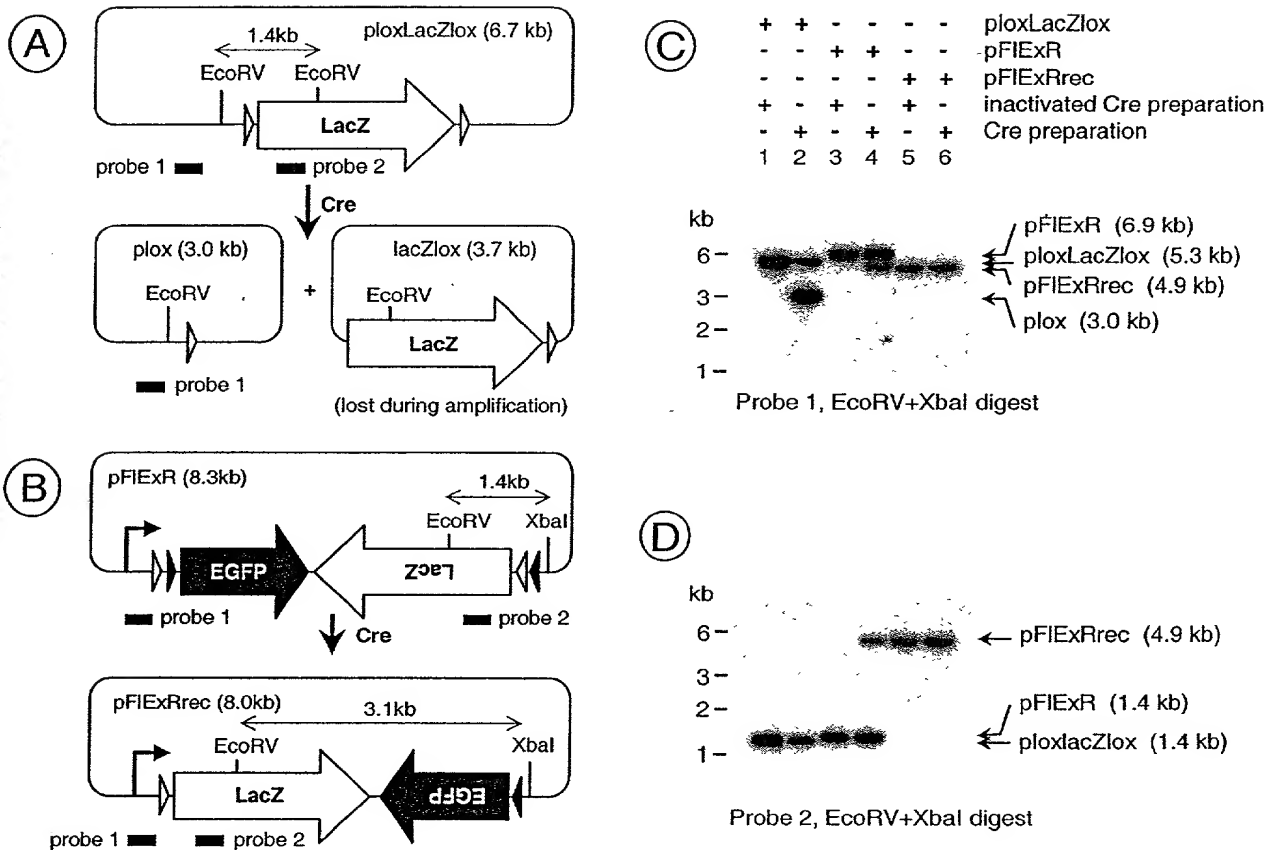 A
ploxLacZlox (6.7 kb)
1.4kb
EcoRV EcoRV
LacZ
probe 1 probe 2
Cre
plox (3.0 kb)
EcoRV
probe 1
+
lacZlox (3.7 kb)
EcoRV
LacZ
(lost during amplification)
B
pFlExR (8.3kb)
1.4kb
EcoRV XbaI
EGFP LacZ
probe 1 probe 2
Cre
pFlExRrec (8.0kb)
3.1kb
EcoRV XbaI
LacZ EGFP
probe 1 probe 2
C
+ + - - - - ploxLacZlox
- - + + - - pFlExR
- - - - + + pFlExRrec
+ - + - + - inactivated Cre preparation
- + - + - + Cre preparation
1 2 3 4 5 6
kb
6
3
2
1
pFlExR (6.9 kb)
ploxLacZlox (5.3 kb)
pFlExRrec (4.9 kb)
plox (3.0 kb)
Probe 1, EcoRV+XbaI digest
D
kb
6
3
2
1
pFlExRrec (4.9 kb)
pFlExR (1.4 kb)
ploxlacZlox (1.4 kb)
Probe 2, EcoRV+XbaI digest